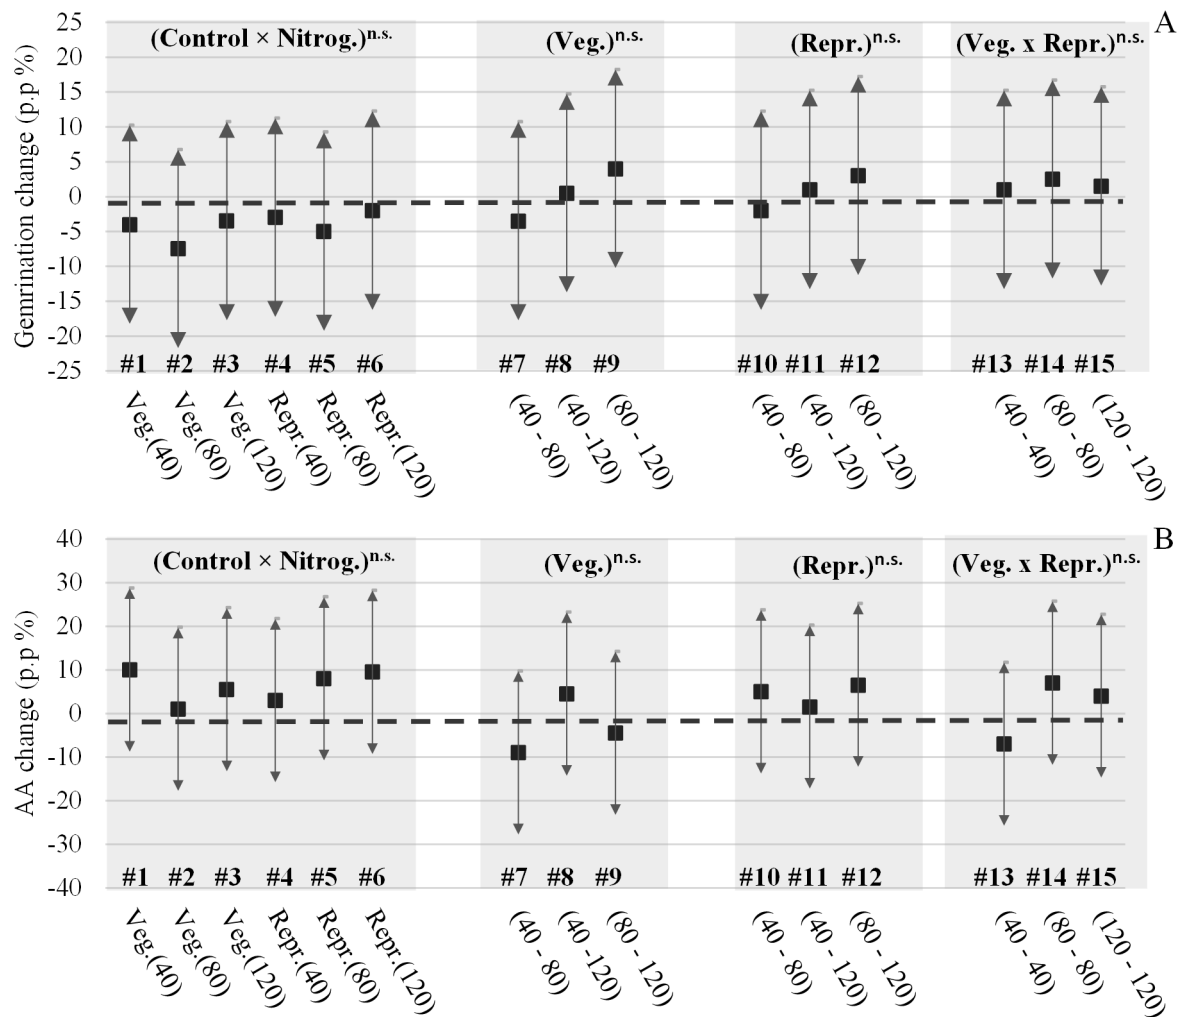 A
Gemrination change (p.p %)
25
20
15
10
5
0
-5
-10
-15
-20
-25
(Control × Nitrog.)n.s.
(Veg.)n.s.
(Repr.)n.s.
(Veg. x Repr.)n.s.
#1 #2 #3 #4 #5 #6 #7 #8 #9 #10 #11 #12 #13 #14 #15
Veg.(40)
Veg.(80)
Veg.(120)
Repr.(40)
Repr.(80)
Repr.(120)
(40 - 80)
(40 -120)
(80 - 120)
(40 - 80)
(40 - 120)
(80 - 120)
(40 - 40)
(80 - 80)
(120 - 120)
B
AA change (p.p %)
40
30
20
10
0
-10
-20
-30
-40
(Control × Nitrog.)n.s.
(Veg.)n.s.
(Repr.)n.s.
(Veg. x Repr.)n.s.
#1 #2 #3 #4 #5 #6 #7 #8 #9 #10 #11 #12 #13 #14 #15
Veg.(40)
Veg.(80)
Veg.(120)
Repr.(40)
Repr.(80)
Repr.(120)
(40 - 80)
(40 -120)
(80 - 120)
(40 - 80)
(40 - 120)
(80 - 120)
(40 - 40)
(80 - 80)
(120 - 120)